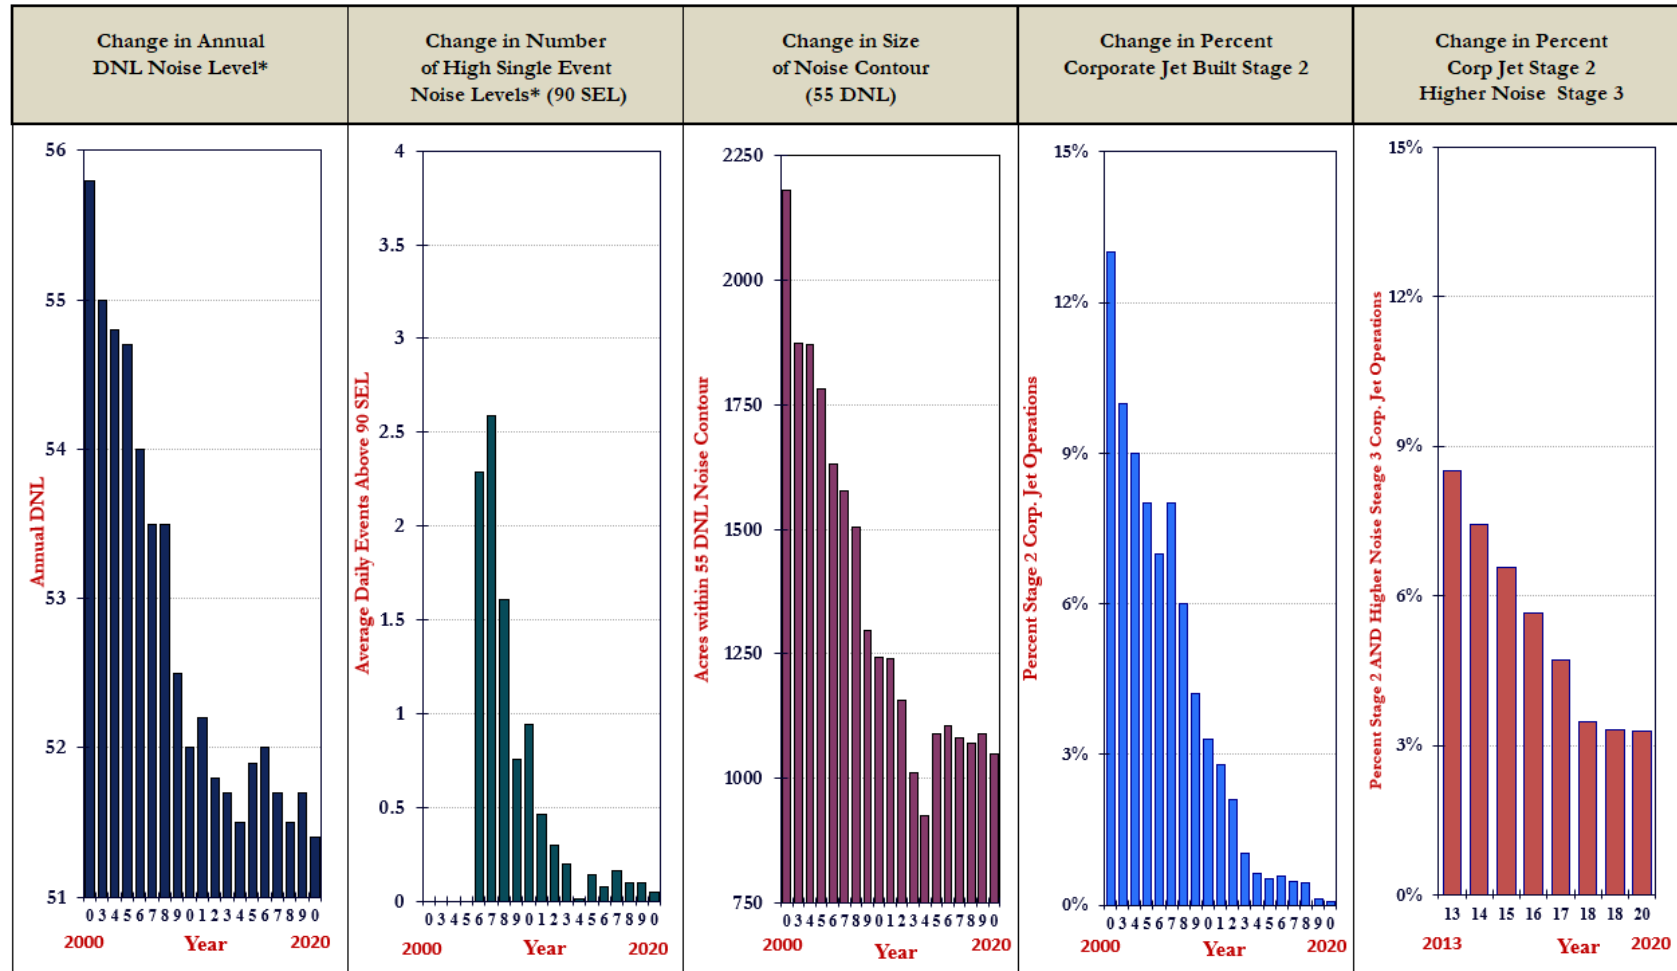 Change in Annual
DNL Noise Level*
Change in Number
of High Single Event
Noise Levels* (90 SEL)
Change in Size
of Noise Contour
(55 DNL)
Change in Percent
Corporate Jet Built Stage 2
Change in Percent
Corp Jet Stage 2
Higher Noise Stage 3
Annual DNL
56
55
54
53
52
51
0 3 4 5 6 7 8 9 0 1 2 3 4 5 6 7 8 9 0
2000 Year 2020
Average Daily Events Above 90 SEL
4
3.5
3
2.5
2
1.5
1
0.5
0
0 3 4 5 6 7 8 9 0 1 2 3 4 5 6 7 8 9 0
2000 Year 2020
Acres within 55 DNL Noise Contour
2250
2000
1750
1500
1250
1000
750
0 3 4 5 6 7 8 9 0 1 2 3 4 5 6 7 8 9 0
2000 Year 2020
Percent Stage 2 Corp. Jet Operations
15%
12%
9%
6%
3%
0%
0 3 4 5 6 7 8 9 0 1 2 3 4 5 6 7 8 9 0
2000 Year 2020
Percent Stage 2 AND Higher Noise Steage 3 Corp. Jet Operations
15%
12%
9%
6%
3%
0%
13 14 15 16 17 18 18 20
2013 Year 2020